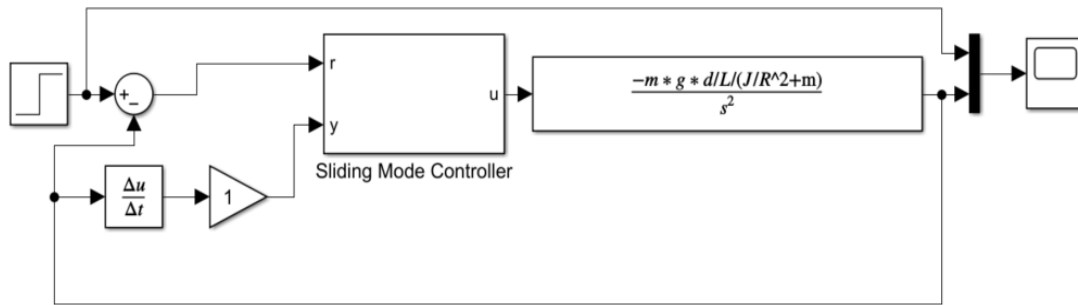 r
u
y
+
-
Sliding Mode Controller
-m * g * d/L/(J/R^2+m)
s²
Δu
Δt
1